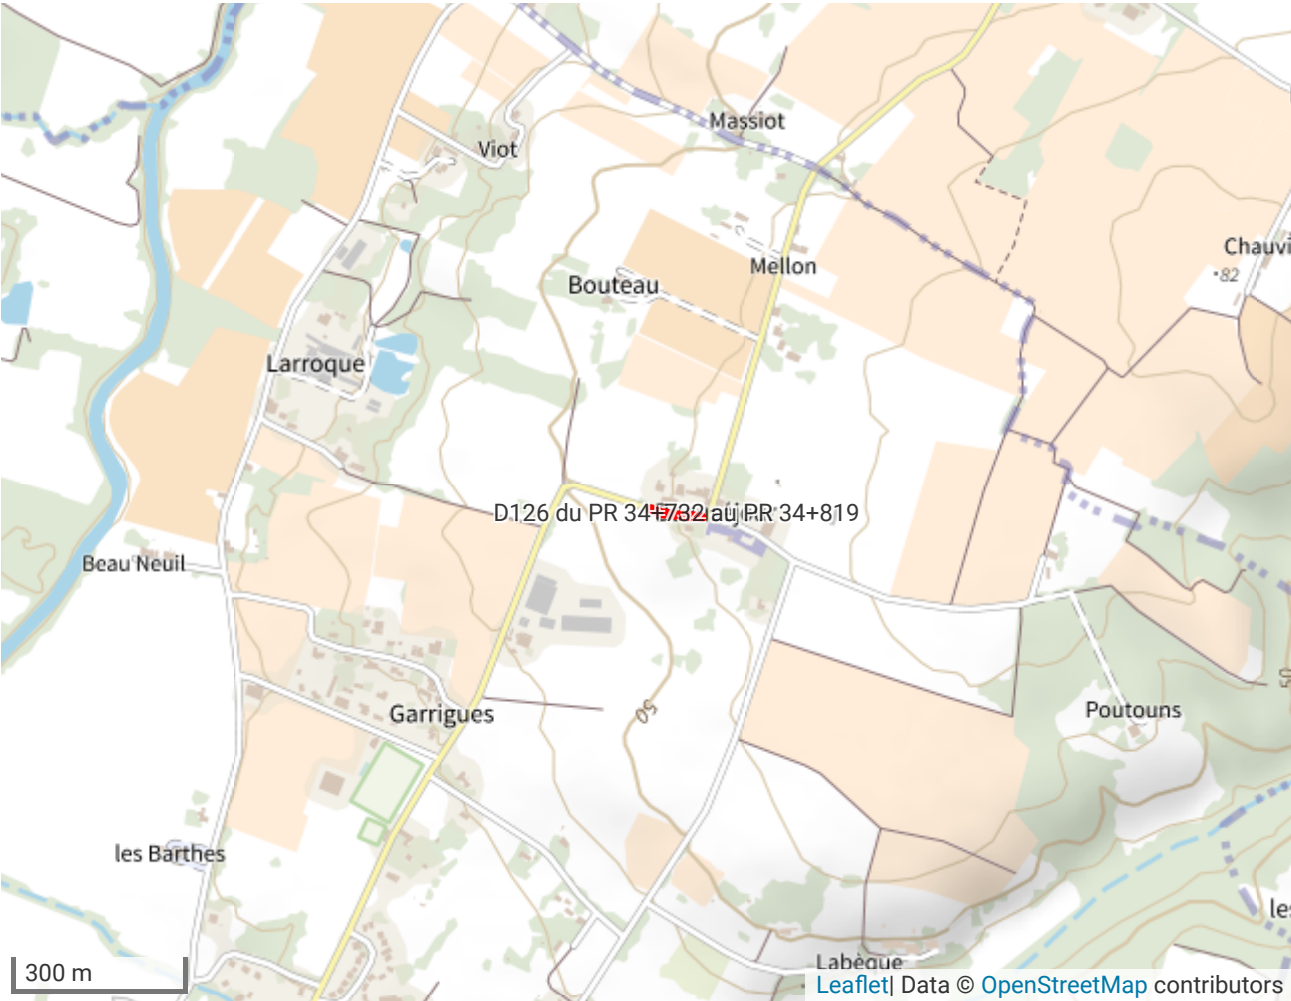 Massiot
Viot
Chauvi
Mellon
82
Bouteau
Larroque
D126 du PR 34+732 au PR 34+819
Beau Neuil
50
Poutouns
50
Garrigues
les Barthes
les
Labèque
300 m
Leaflet| Data © OpenStreetMap contributors